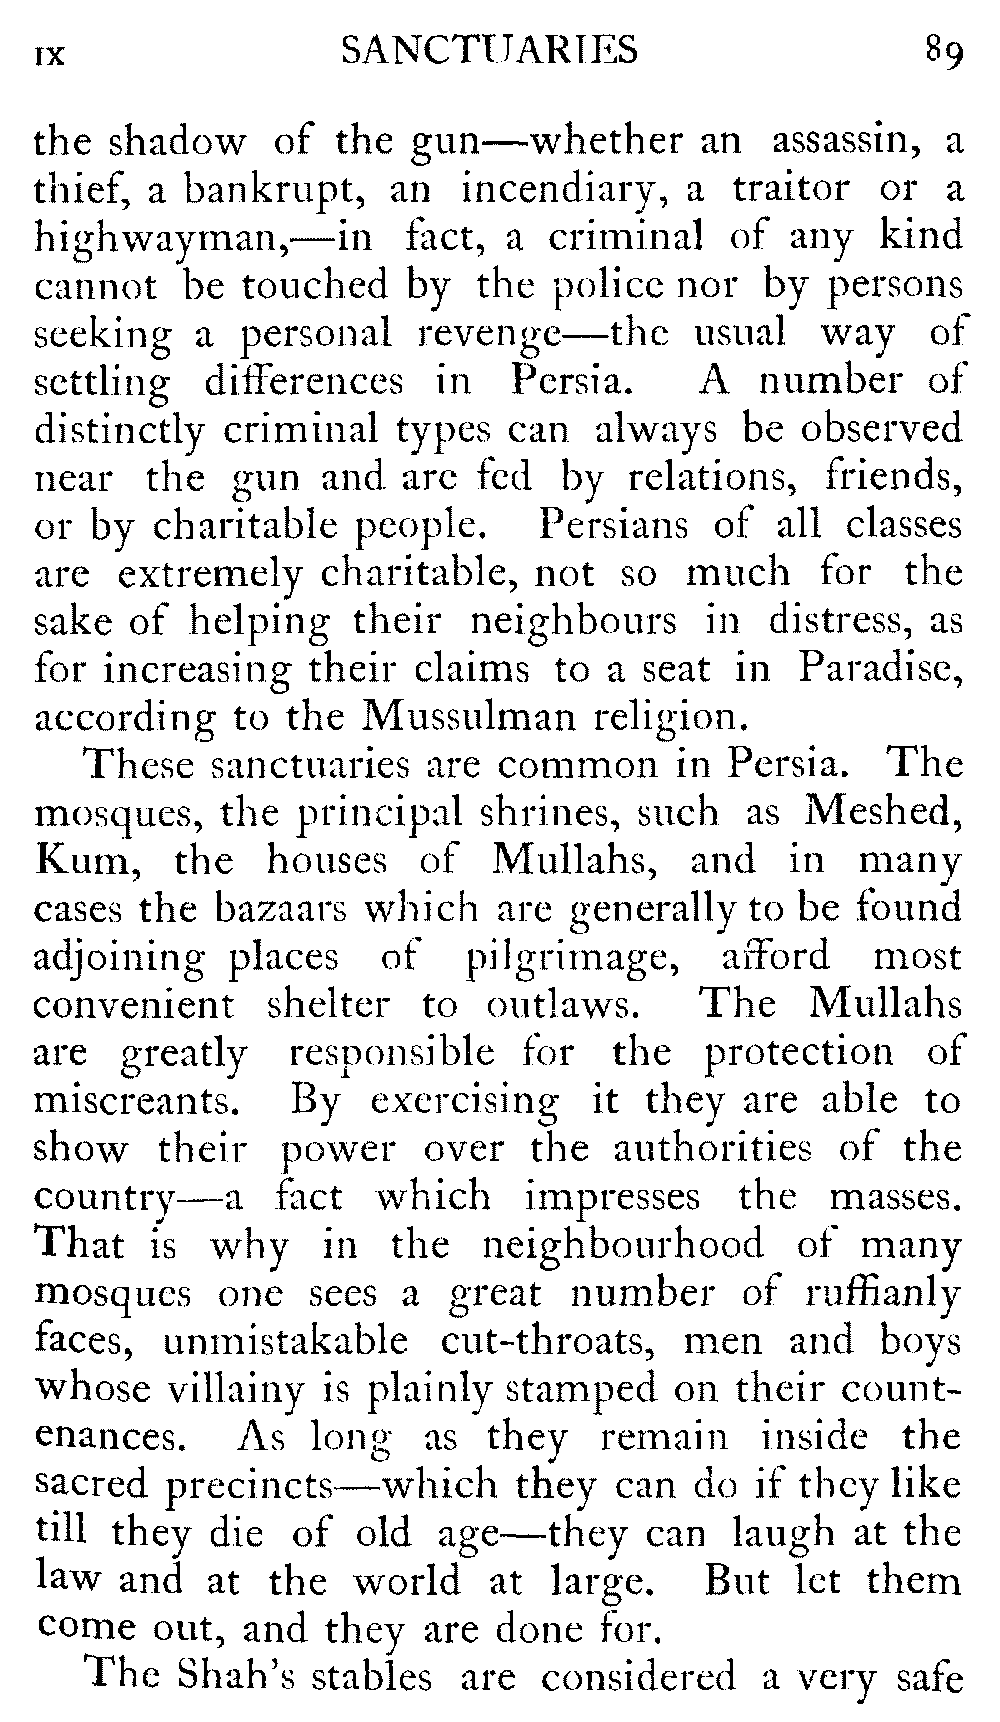 IX SANCTUARIES 89
the shadow of the gun—whether an assassin, a
thief, a bankrupt, an incendiary, a traitor or a
highwayman,—in fact, a criminal of any kind
cannot be touched by the police nor by persons
seeking a personal revenge—the usual way of
settling differences in Persia. A number of
distinctly criminal types can always be observed
near the gun and are fed by relations, friends,
or by charitable people. Persians of all classes
are extremely charitable, not so much for the
sake of helping their neighbours in distress, as
for increasing their claims to a seat in Paradise,
according to the Mussulman religion.
These sanctuaries are common in Persia. The
mosques, the principal shrines, such as Meshed,
Kum, the houses of Mullahs, and in many
cases the bazaars which are generally to be found
adjoining places of pilgrimage, afford most
convenient shelter to outlaws. The Mullahs
are greatly responsible for the protection of
miscreants. By exercising it they are able to
show their power over the authorities of the
country—a fact which impresses the masses.
That is why in the neighbourhood of many
mosques one sees a great number of ruffianly
faces, unmistakable cut-throats, men and boys
whose villainy is plainly stamped on their count-
enances. As long as they remain inside the
sacred precincts—which they can do if they like
till they die of old age—they can laugh at the
law and at the world at large. But let them
come out, and they are done for.
The Shah's stables are considered a very safe